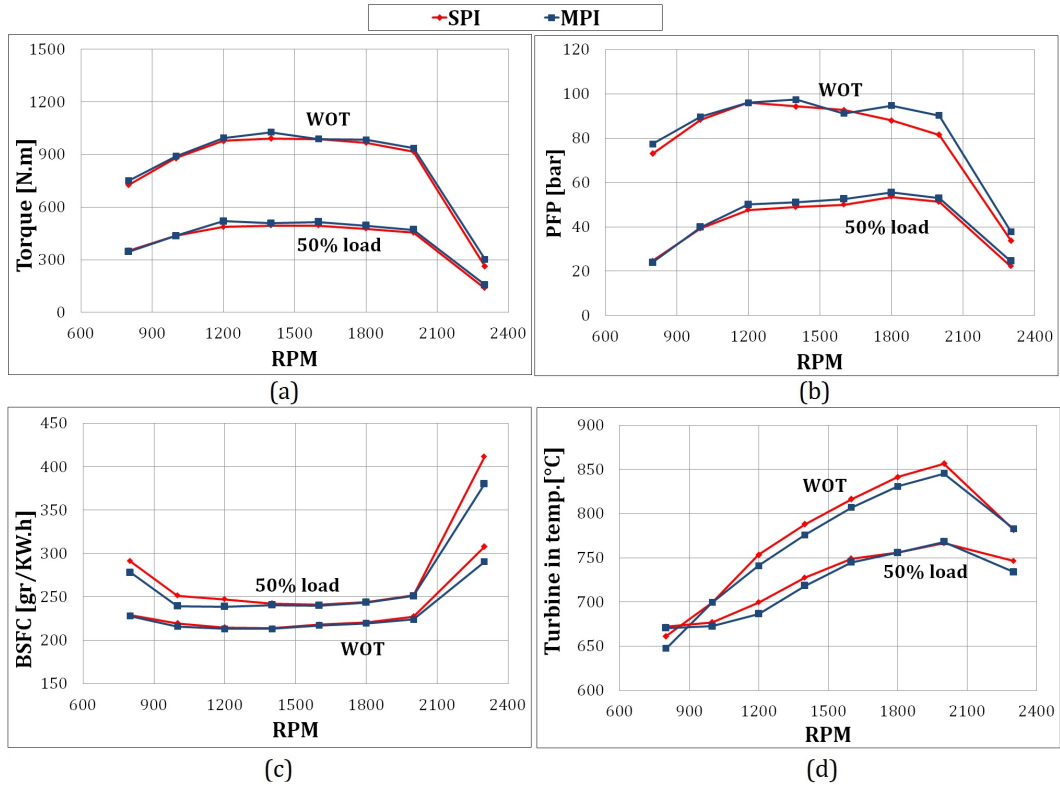 SPI MPI
1500
1200
900
600
300
0
600 900 1200 1500 1800 2100 2400
Torque [N.m]
RPM
WOT
50% load
(a)
120
100
80
60
40
20
0
600 900 1200 1500 1800 2100 2400
PFP [bar]
RPM
WOT
50% load
(b)
450
400
350
300
250
200
150
600 900 1200 1500 1800 2100 2400
BSFC [gr/KW.h]
RPM
50% load
WOT
(c)
900
850
800
750
700
650
600
600 900 1200 1500 1800 2100 2400
Turbine in temp.[°C]
RPM
WOT
50% load
(d)